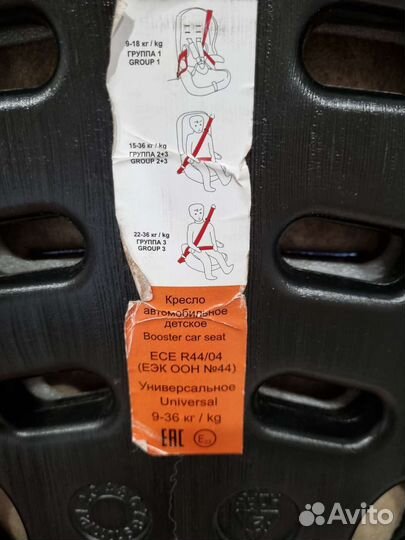 9-18 кг / kg
ГРУППА 1
GROUP 1
15-36 кг / kg
ГРУППА 2+3
GROUP 2+3
22-36 кг / kg
ГРУППА 3
GROUP 3
Кресло
автомобильное
детское
Booster car seat
ECE R44/04
(ЕЭК ООН №44)
Универсальное
Universal
9-36 кг / kg
EAC
Avito